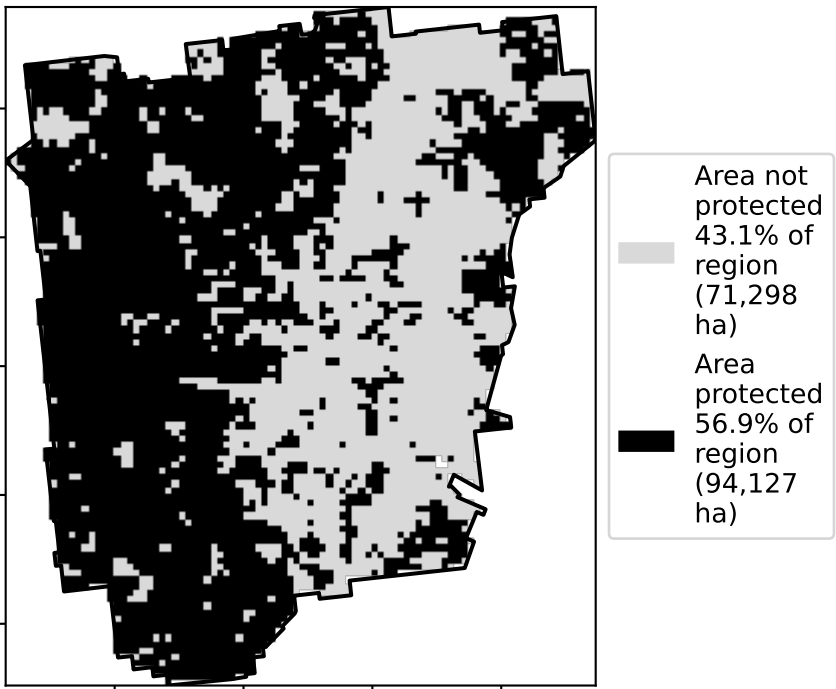 Area not
protected
43.1% of
region
(71,298
ha)
Area
protected
56.9% of
region
(94,127
ha)